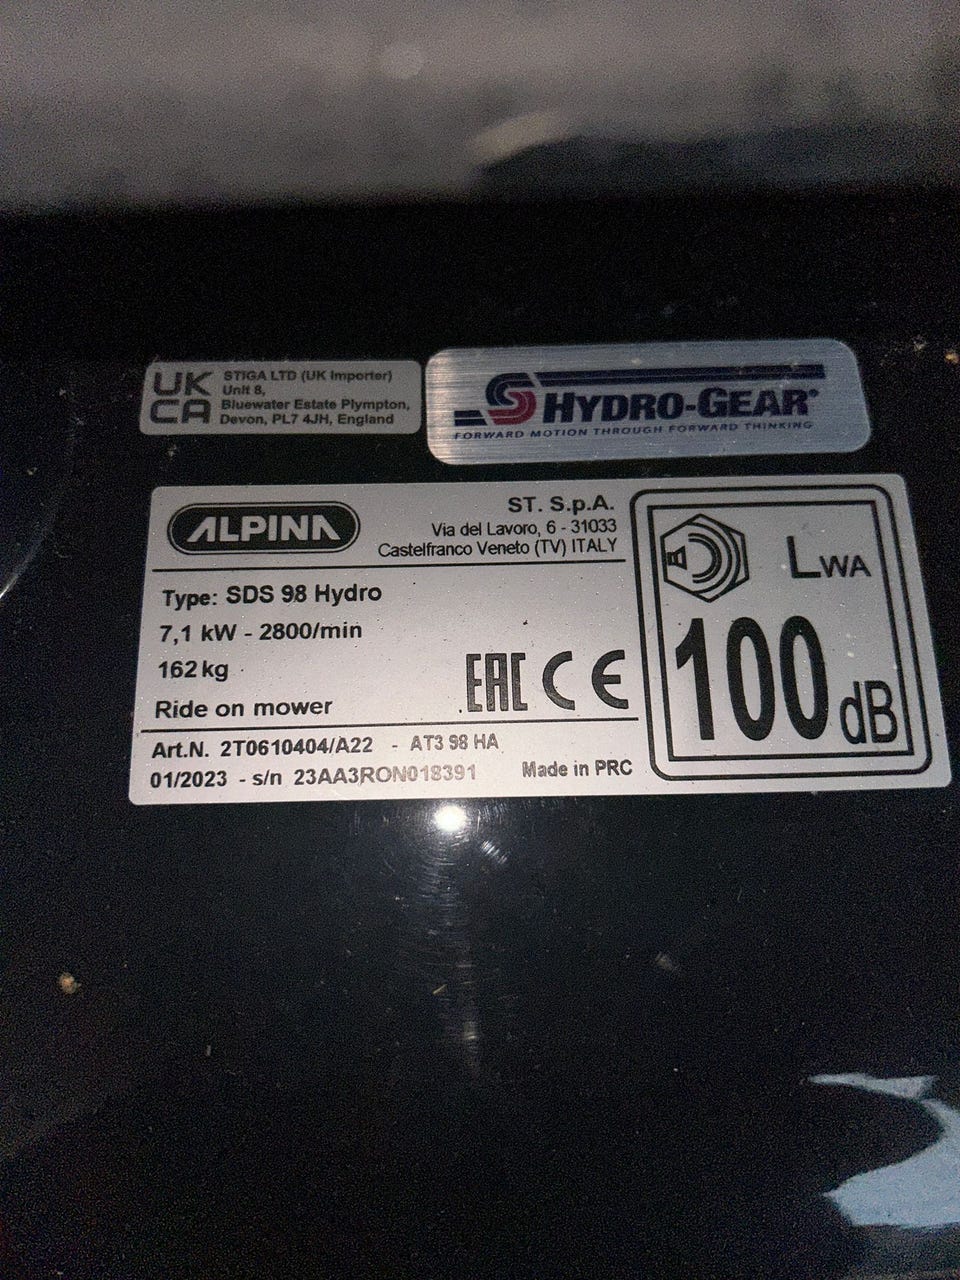 UK
CA
STIGA LTD (UK Importer)
Unit 8,
Bluewater Estate Plympton,
Devon, PL7 4JH, England
HYDRO-GEAR®
FORWARD MOTION THROUGH FORWARD THINKING
ALPINA
ST. S.p.A.
Via del Lavoro, 6 - 31033
Castelfranco Veneto (TV) ITALY
Type: SDS 98 Hydro
7,1 kW - 2800/min
162 kg
Ride on mower
EAC CE
Art.N. 2T0610404/A22 - AT3 98 HA
01/2023 - s/n 23AA3RON018391
Made in PRC
LWA
100 dB